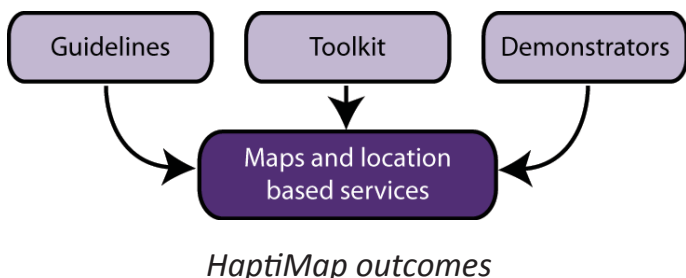 Guidelines
Toolkit
Demonstrators
Maps and location
based services
HaptiMap outcomes